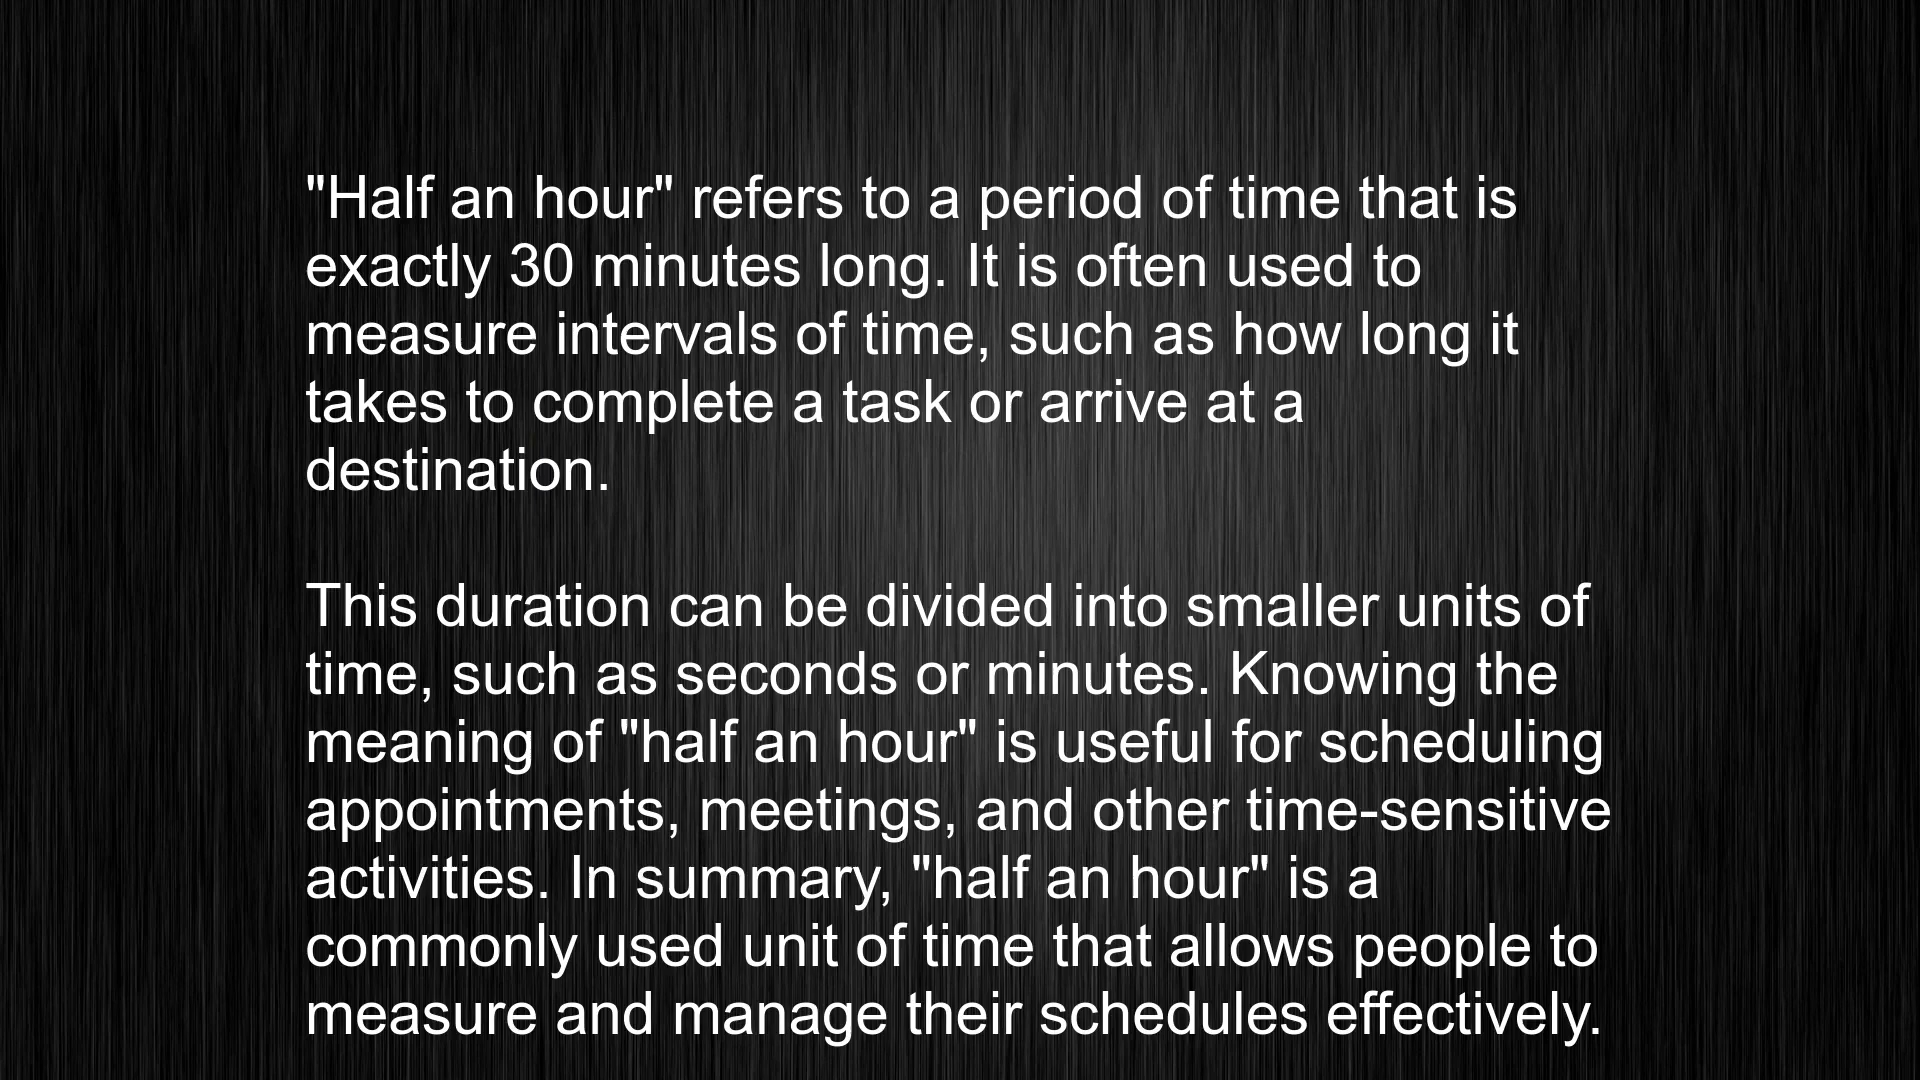 "Half an hour" refers to a period of time that is
exactly 30 minutes long. It is often used to
measure intervals of time, such as how long it
takes to complete a task or arrive at a
destination.
This duration can be divided into smaller units of
time, such as seconds or minutes. Knowing the
meaning of "half an hour" is useful for scheduling
appointments, meetings, and other time-sensitive
activities. In summary, "half an hour" is a
commonly used unit of time that allows people to
measure and manage their schedules effectively.